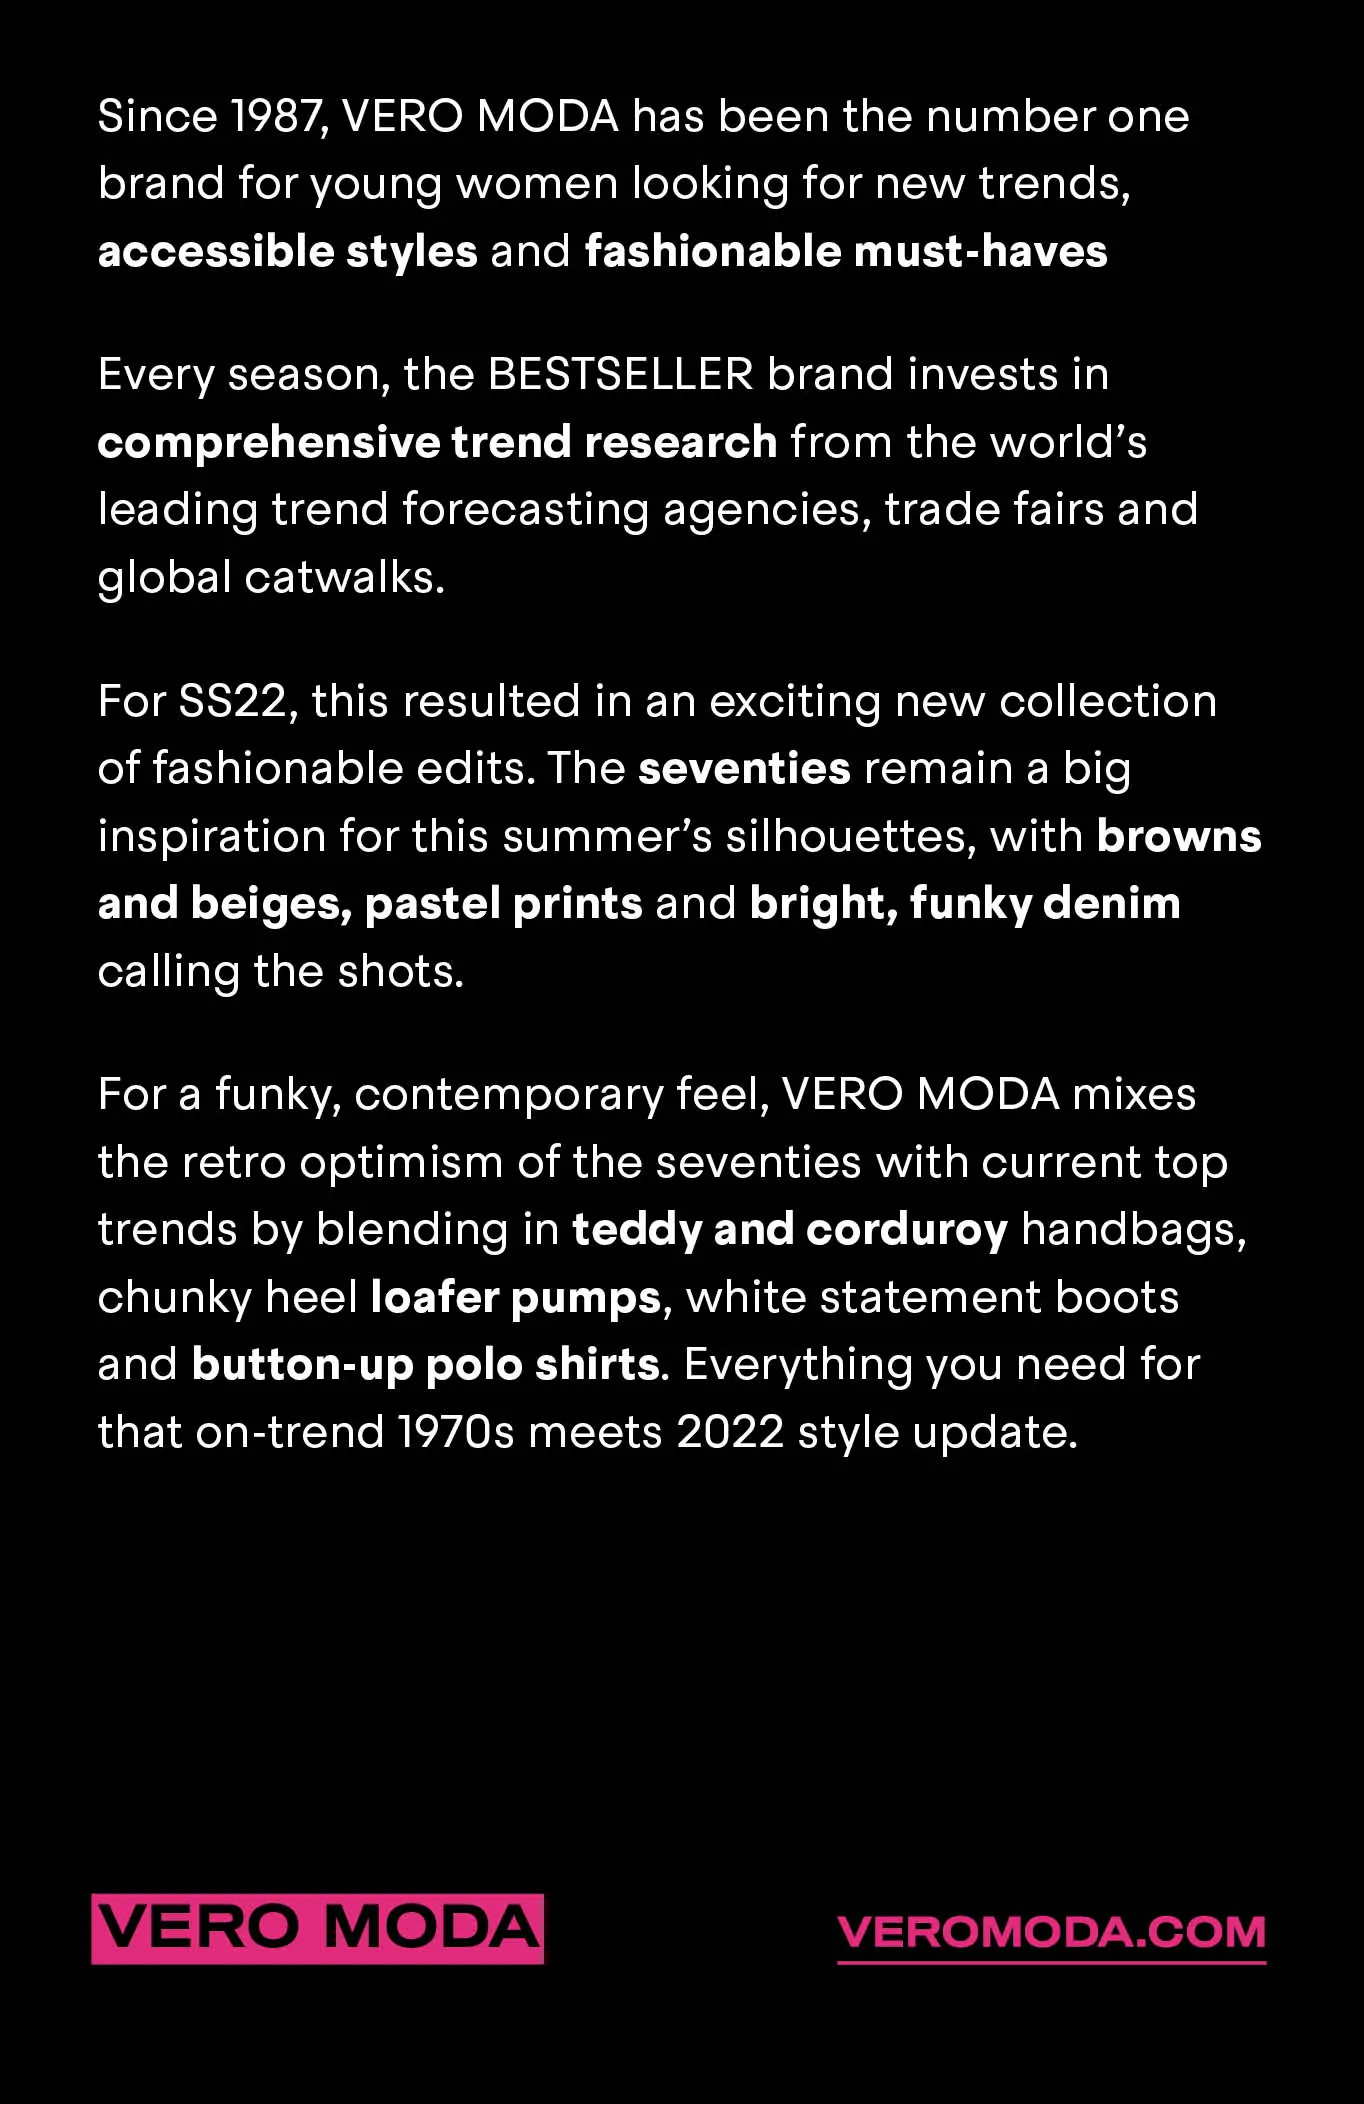 Since 1987, VERO MODA has been the number one
brand for young women looking for new trends,
accessible styles and fashionable must-haves
Every season, the BESTSELLER brand invests in
comprehensive trend research from the world’s
leading trend forecasting agencies, trade fairs and
global catwalks.
For SS22, this resulted in an exciting new collection
of fashionable edits. The seventies remain a big
inspiration for this summer’s silhouettes, with browns
and beiges, pastel prints and bright, funky denim
calling the shots.
For a funky, contemporary feel, VERO MODA mixes
the retro optimism of the seventies with current top
trends by blending in teddy and corduroy handbags,
chunky heel loafer pumps, white statement boots
and button-up polo shirts. Everything you need for
that on-trend 1970s meets 2022 style update.
VERO MODA
VEROMODA.COM